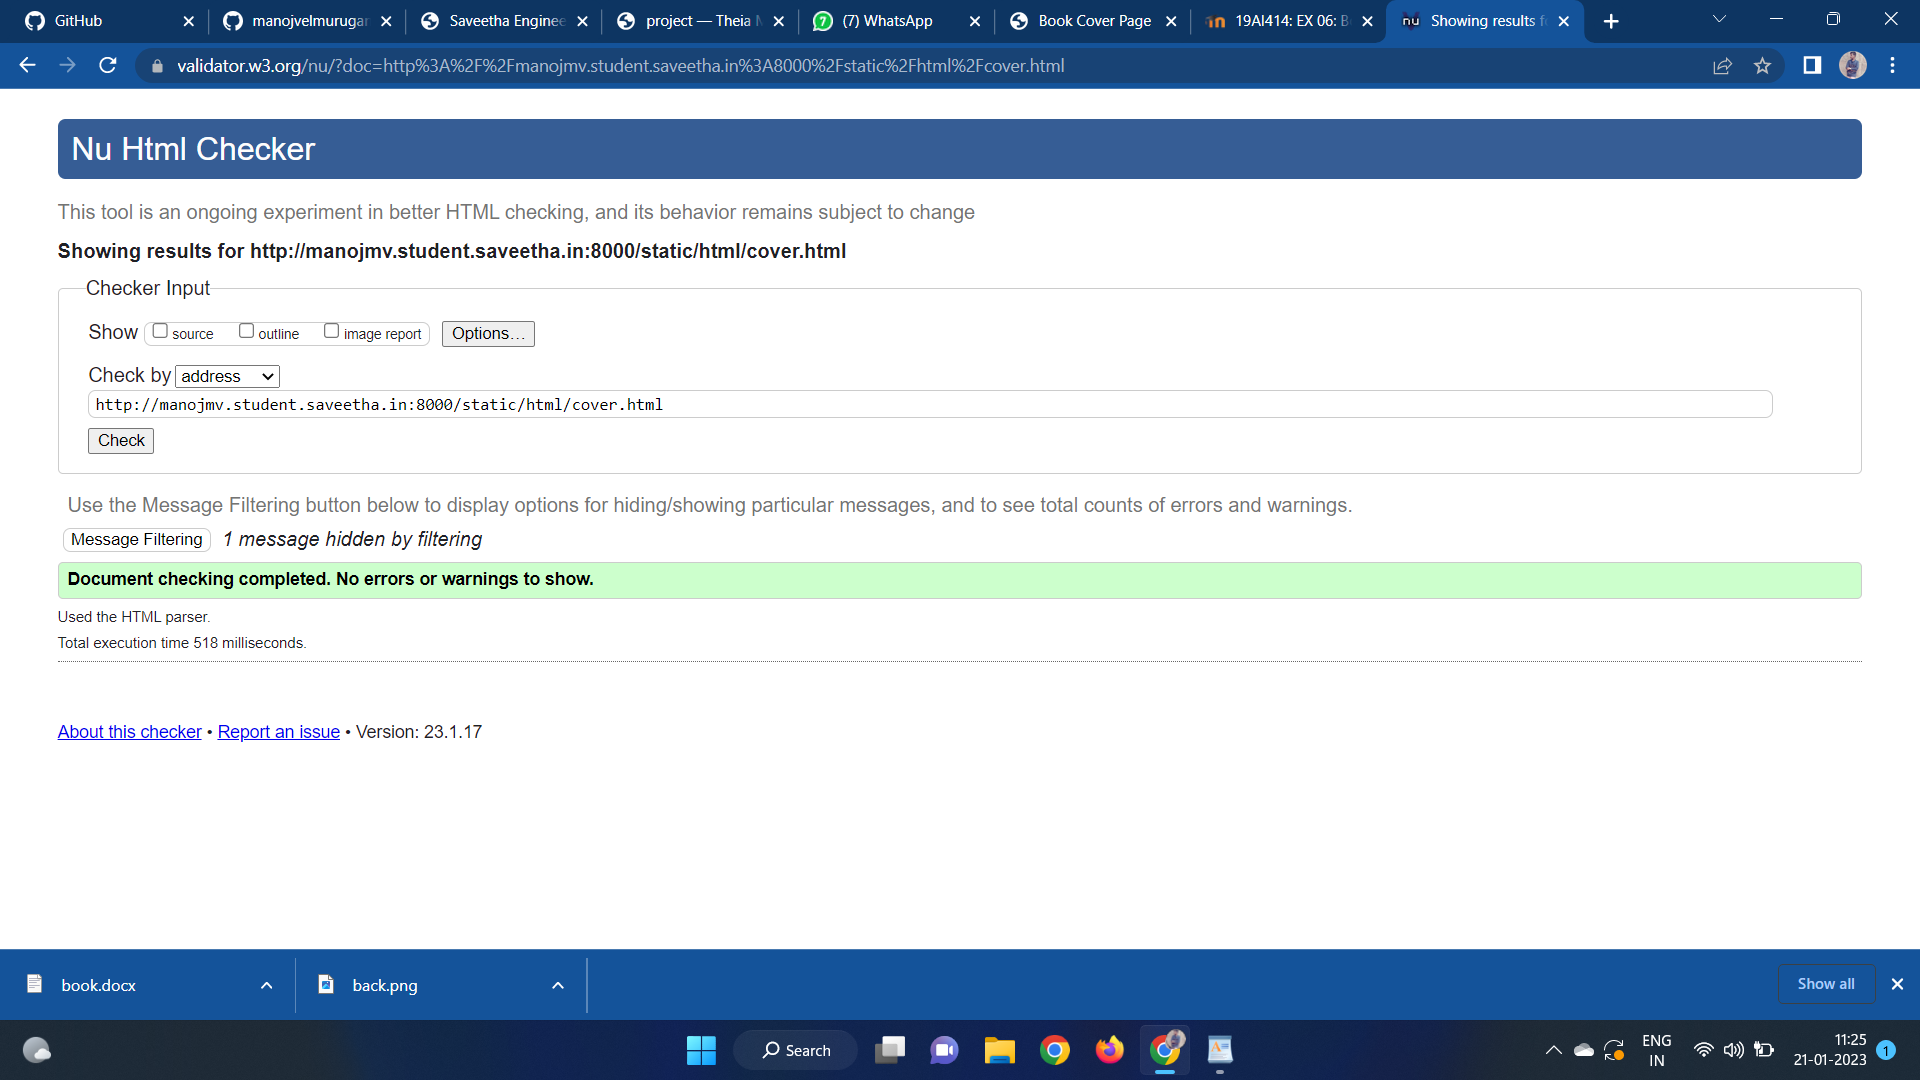 GitHub
manojvelmurugan
Saveetha Enginee
project — Theia
(7) WhatsApp
Book Cover Page
19AI414: EX 06: B
nu
Showing results f
validator.w3.org/nu/?doc=http%3A%2F%2Fmanojmv.student.saveetha.in%3A8000%2Fstatic%2Fhtml%2Fcover.html
Nu Html Checker
This tool is an ongoing experiment in better HTML checking, and its behavior remains subject to change
Showing results for http://manojmv.student.saveetha.in:8000/static/html/cover.html
Checker Input
Show source outline image report Options...
Check by address
http://manojmv.student.saveetha.in:8000/static/html/cover.html
Check
Use the Message Filtering button below to display options for hiding/showing particular messages, and to see total counts of errors and warnings.
Message Filtering 1 message hidden by filtering
Document checking completed. No errors or warnings to show.
Used the HTML parser.
Total execution time 518 milliseconds.
About this checker • Report an issue • Version: 23.1.17
book.docx
back.png
Show all
Search
ENG
IN
11:25
21-01-2023
1